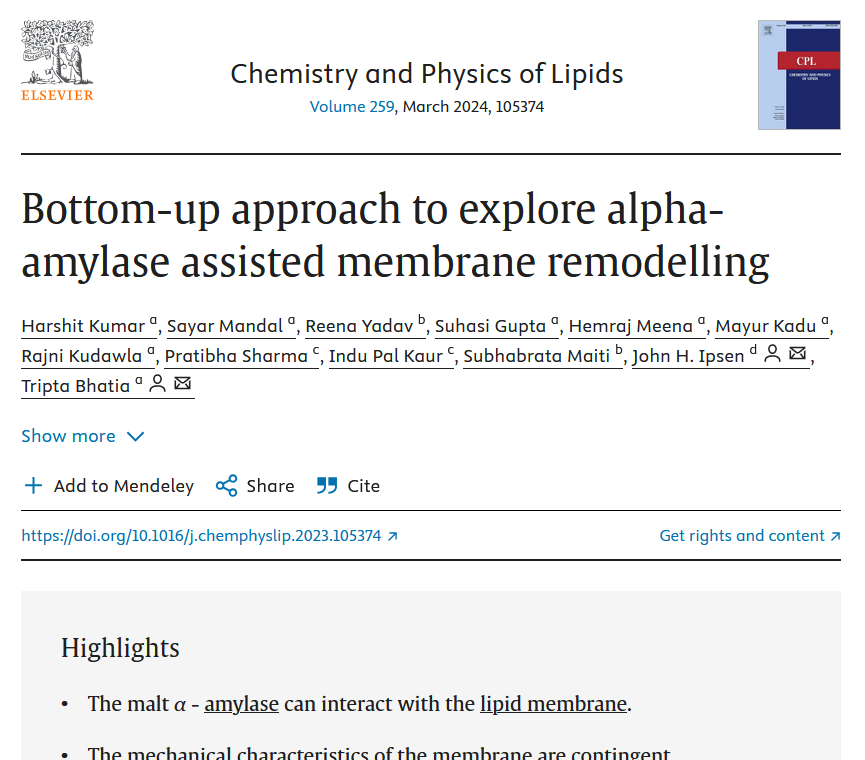 ELSEVIER
Chemistry and Physics of Lipids
Volume 259, March 2024, 105374
CPL
CHEMISTRY AND PHYSICS
OF LIPIDS
Bottom-up approach to explore alpha-
amylase assisted membrane remodelling
Harshit Kumar a, Sayar Mandal a, Reena Yadav b, Suhasi Gupta a, Hemraj Meena a, Mayur Kadu a,
Rajni Kudawla a, Pratibha Sharma c, Indu Pal Kaur c, Subhabrata Maiti b, John H. Ipsen d,
Tripta Bhatia a
Show more
Add to Mendeley Share Cite
https://doi.org/10.1016/j.chemphyslip.2023.105374 Get rights and content
Highlights
• The malt α - amylase can interact with the lipid membrane.
• The mechanical characteristics of the membrane are contingent